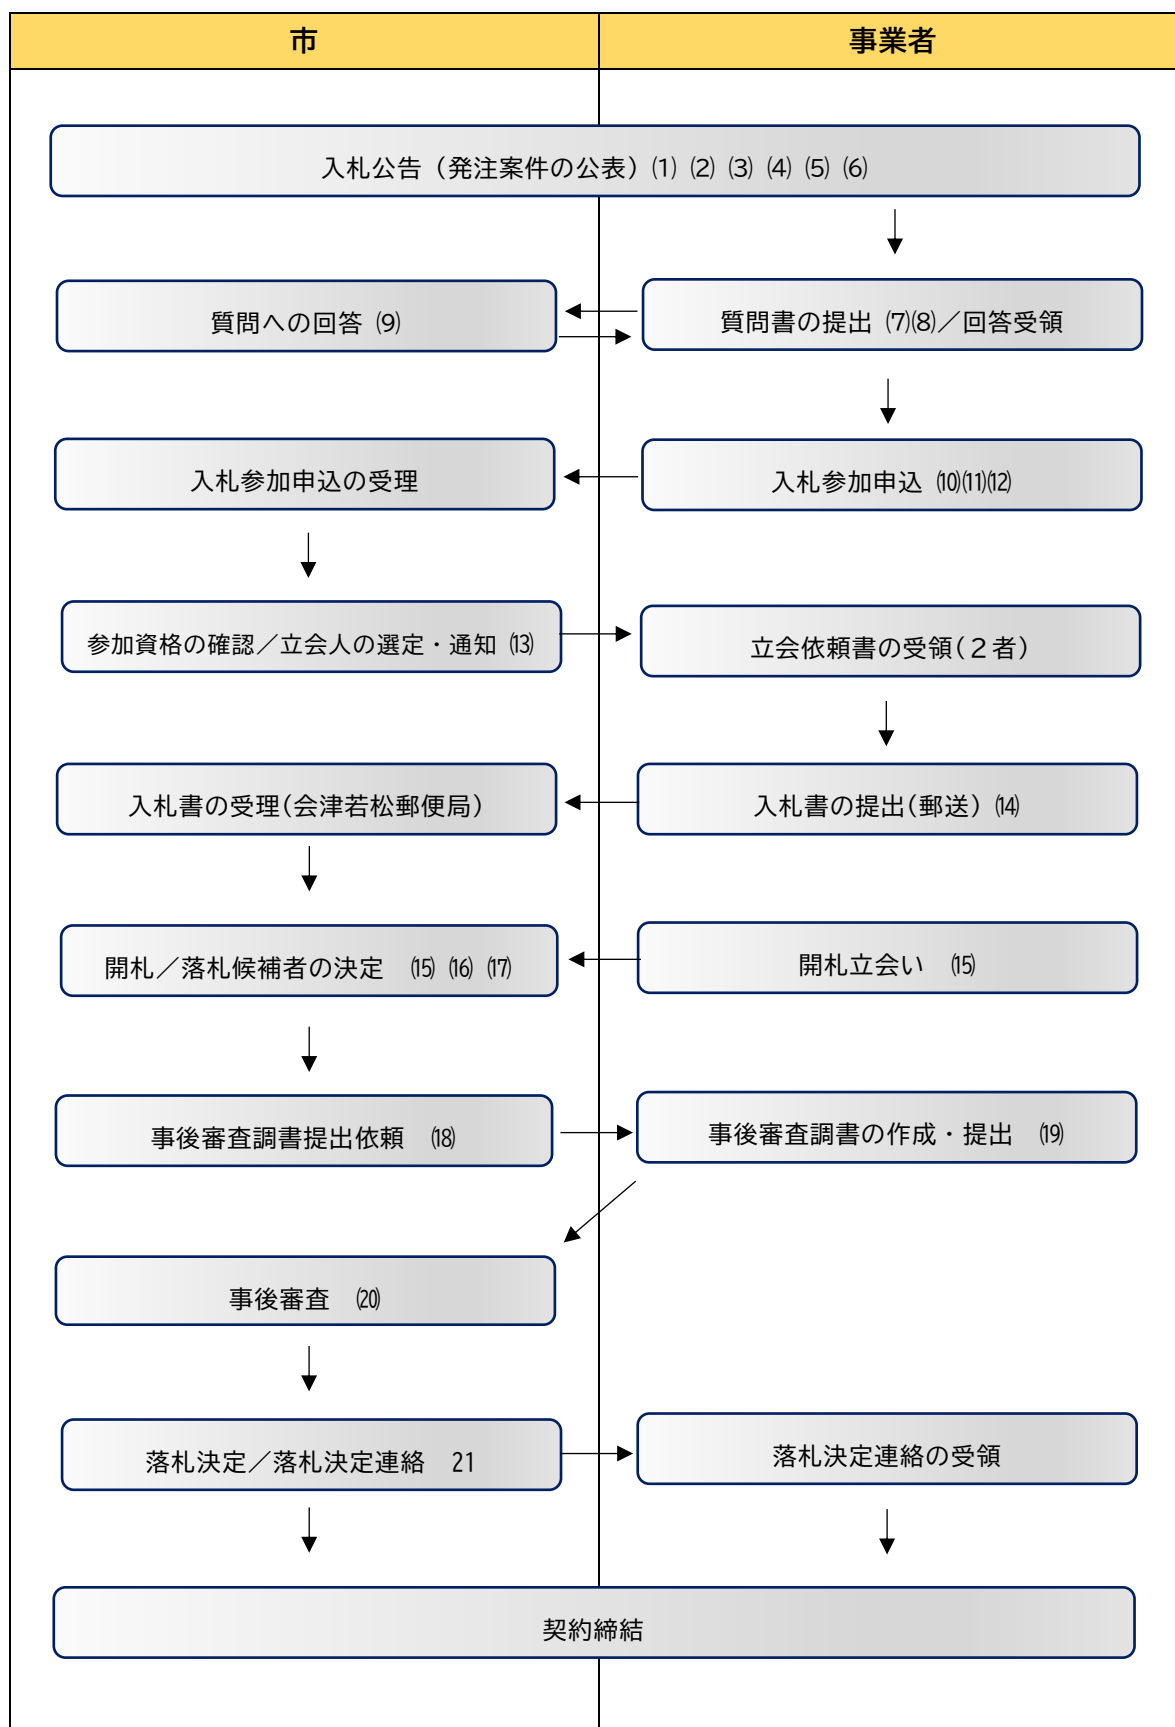 市
事業者
入札公告（発注案件の公表）⑴ ⑵ ⑶ ⑷ ⑸ ⑹
質問への回答 ⑼
質問書の提出 ⑺⑻／回答受領
入札参加申込の受理
入札参加申込 ⑽⑾⑿
参加資格の確認／立会人の選定・通知 ⒀
立会依頼書の受領（２者）
入札書の受理（会津若松郵便局）
入札書の提出（郵送）⒁
開札／落札候補者の決定　⒂ ⒃ ⒄
開札立会い　⒂
事後審査調書提出依頼　⒅
事後審査調書の作成・提出　⒆
事後審査　⒇
落札決定／落札決定連絡　21
落札決定連絡の受領
契約締結